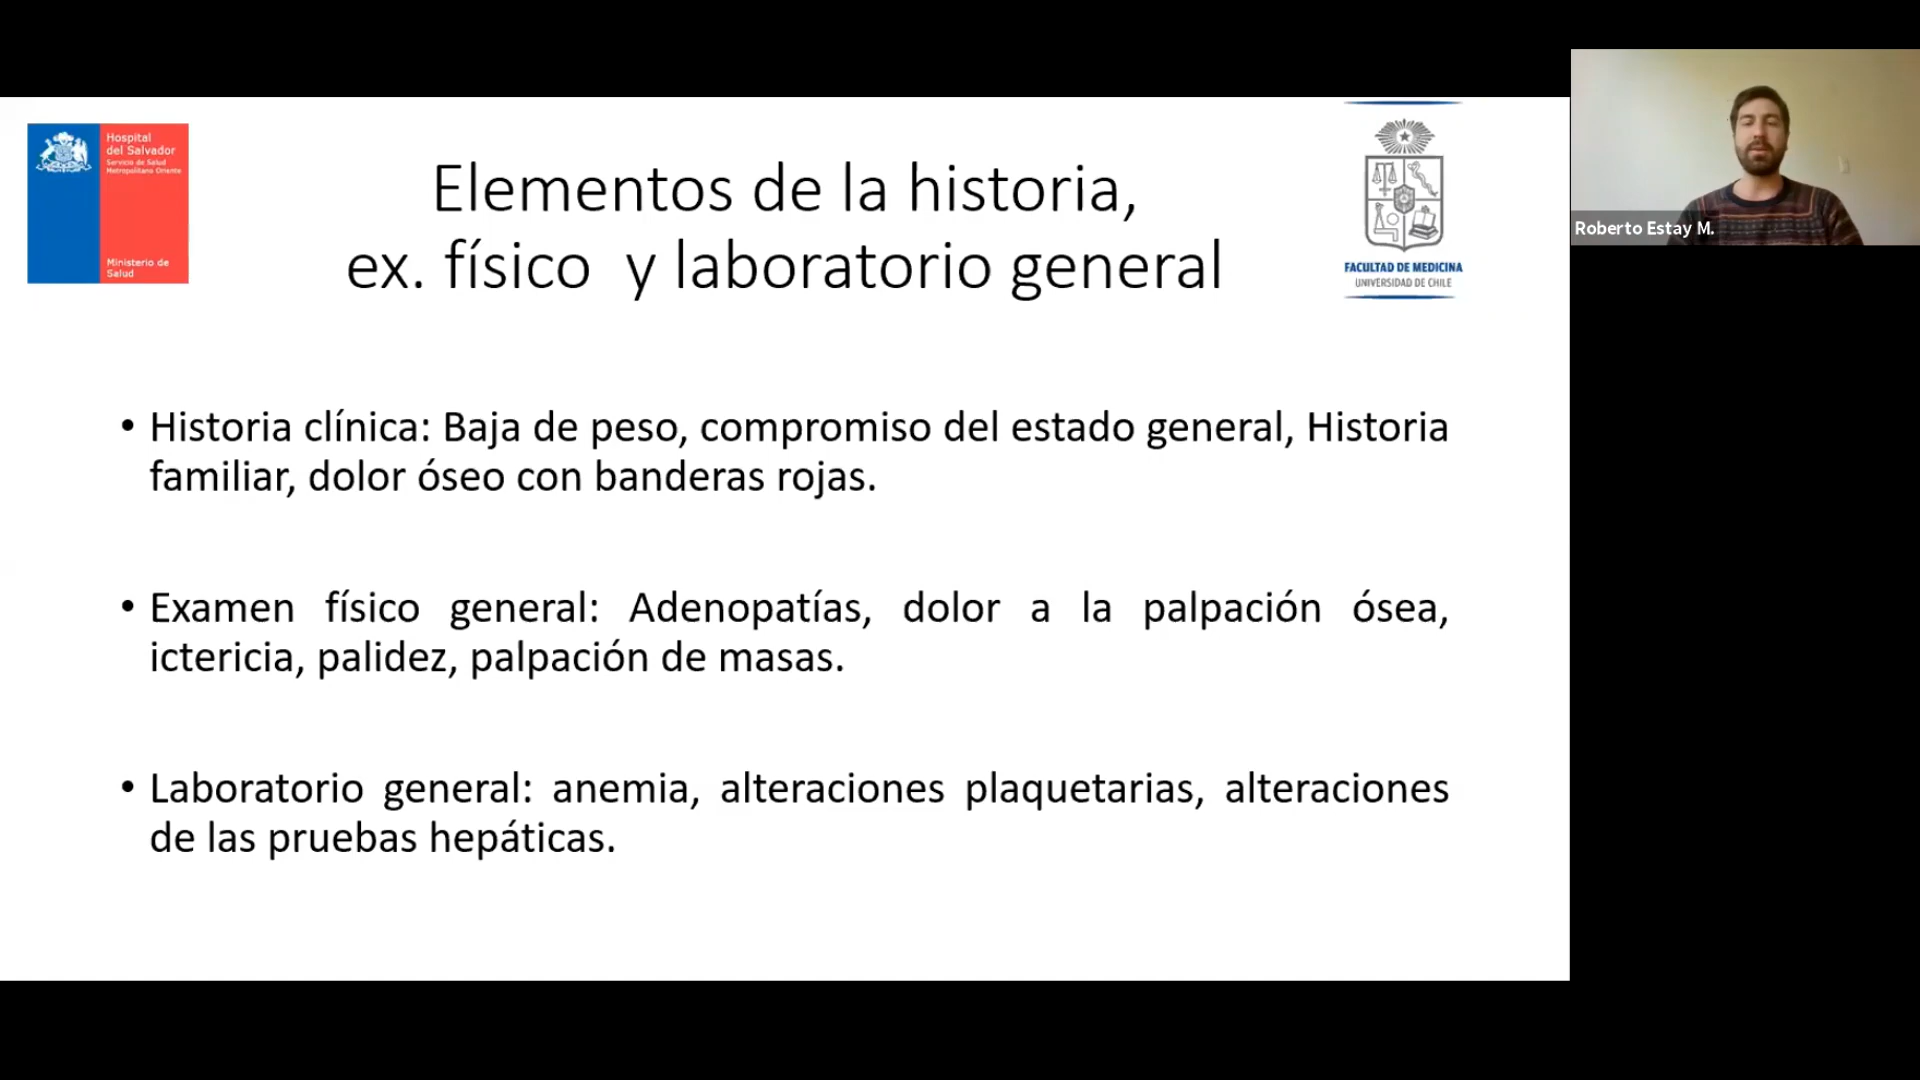 Hospital
del Salvador
Servicio de Salud
Metropolitano Oriente
Ministerio de
Salud
Elementos de la historia,
ex. físico y laboratorio general
FACULTAD DE MEDICINA
UNIVERSIDAD DE CHILE
Roberto Estay M.
• Historia clínica: Baja de peso, compromiso del estado general, Historia
familiar, dolor óseo con banderas rojas.
• Examen físico general: Adenopatías, dolor a la palpación ósea,
ictericia, palidez, palpación de masas.
• Laboratorio general: anemia, alteraciones plaquetarias, alteraciones
de las pruebas hepáticas.